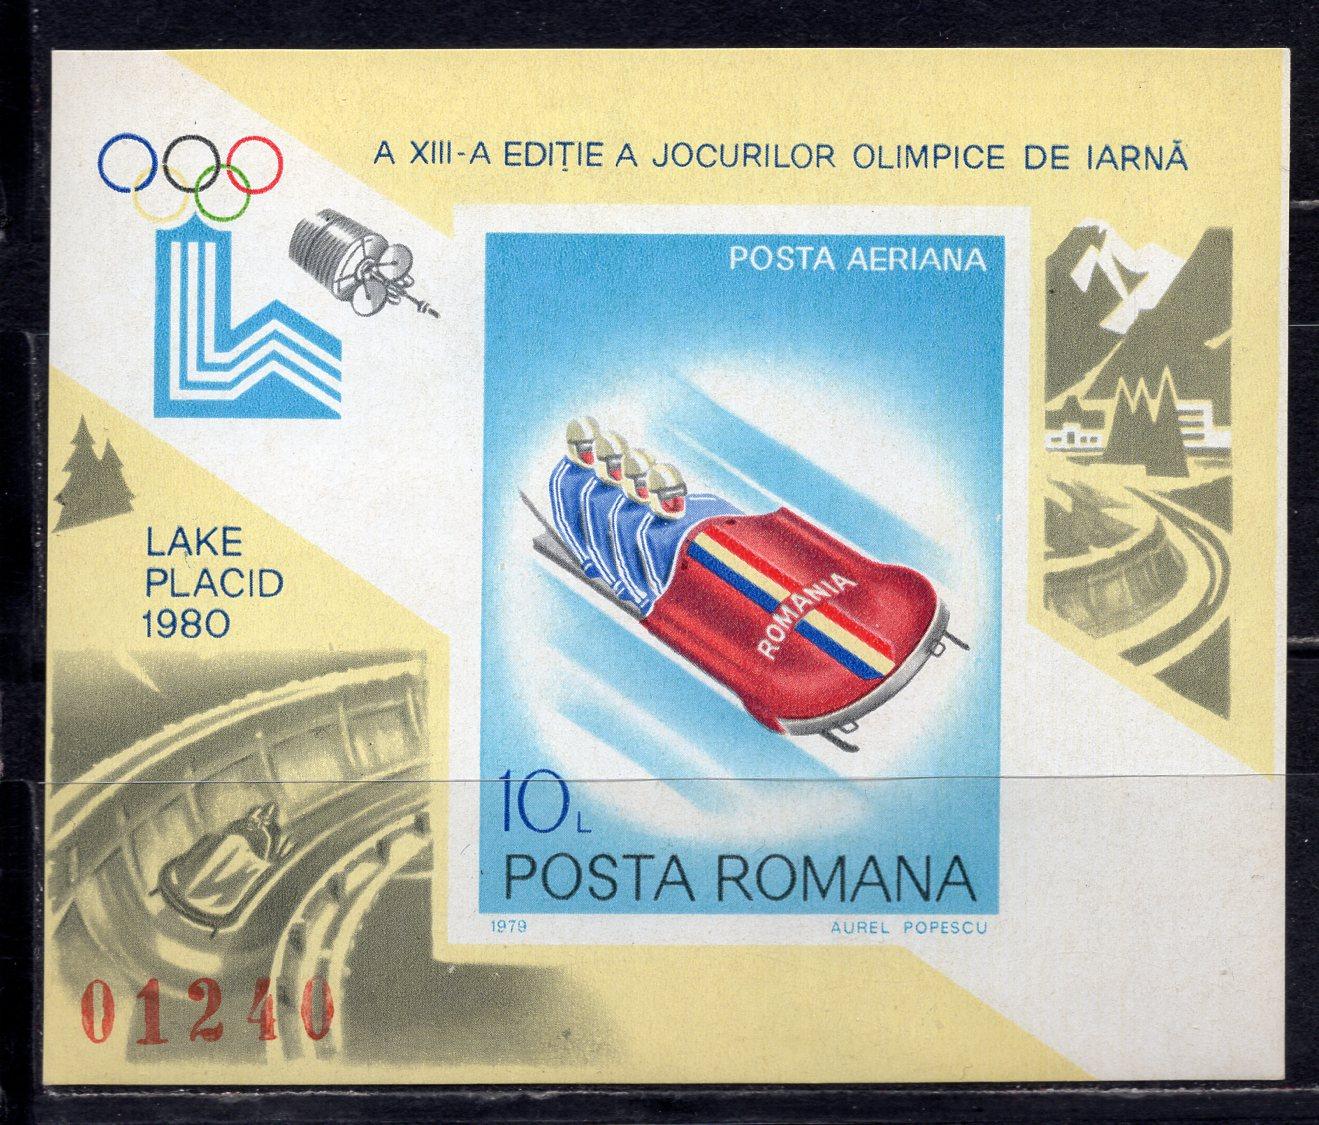 A XIII-A EDIȚIE A JOCURILOR OLIMPICE DE IARNĂ
POSTA AERIANA
LAKE
PLACID
1980
ROMANIA
10L
POSTA ROMANA
1979 AUREL POPESCU
01240